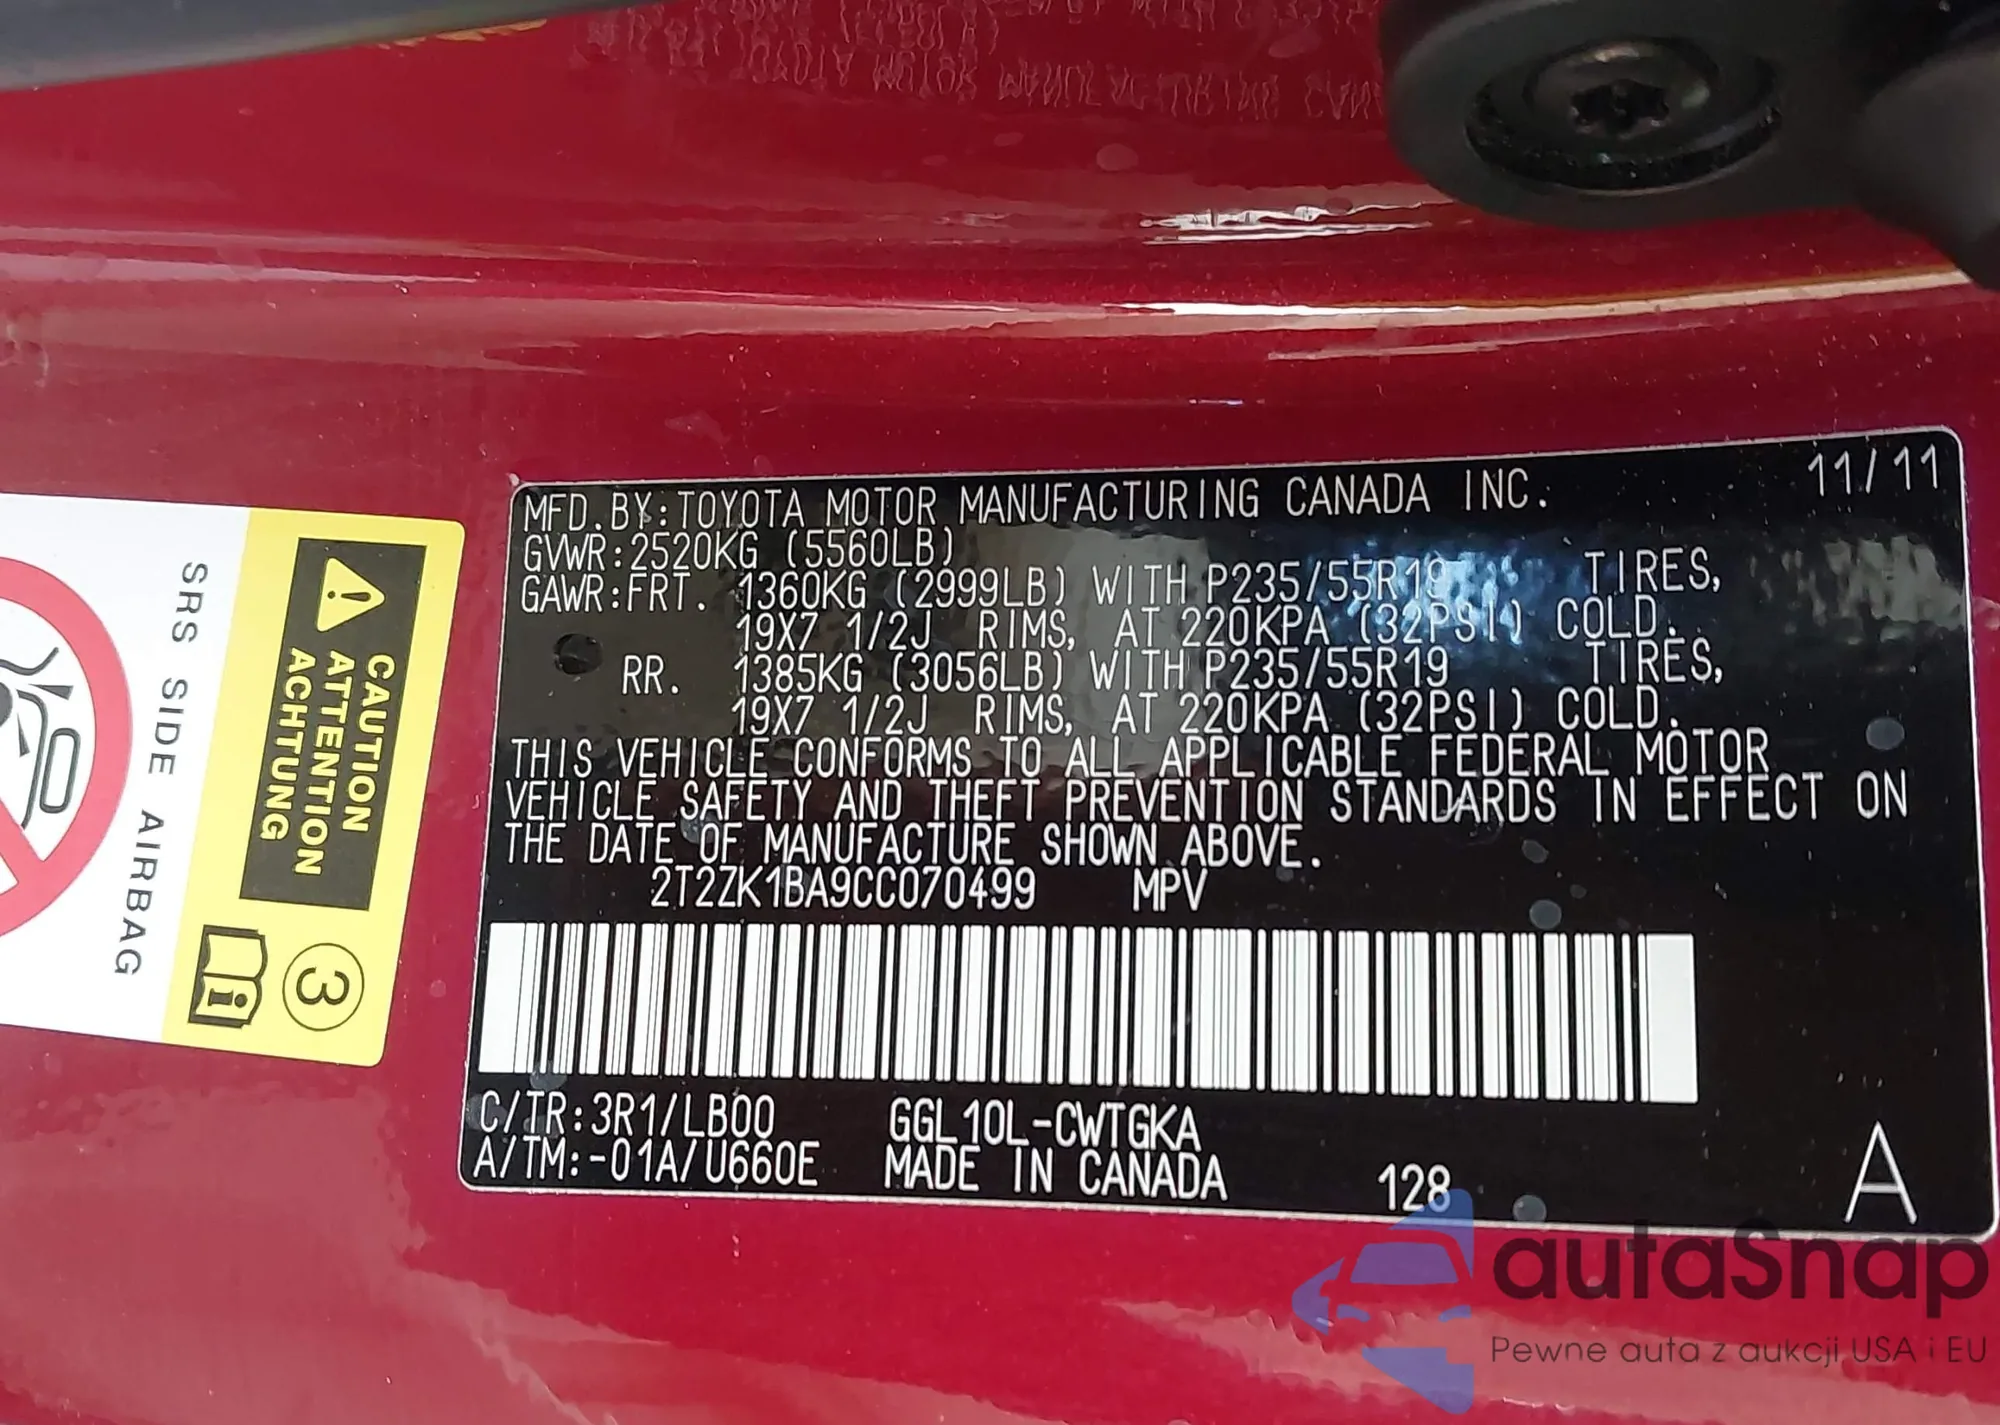 MFD. BY: TOYOTA MOTOR MANUFACTURING CANADA INC. 11/11
GVWR: 2520KG (5560LB)
GAWR: FRT. 1360KG (2999LB) WITH P235/55R19 TIRES,
19X7 1/2J RIMS, AT 220KPA (32PSI) COLD.
RR. 1385KG (3056LB) WITH P235/55R19 TIRES,
19X7 1/2J RIMS, AT 220KPA (32PSI) COLD.
THIS VEHICLE CONFORMS TO ALL APPLICABLE FEDERAL MOTOR
VEHICLE SAFETY AND THEFT PREVENTION STANDARDS IN EFFECT ON
THE DATE OF MANUFACTURE SHOWN ABOVE.
2T2ZK1BA9CC070499 MPV
C/TR: 3R1/LB00 GGL10L-CWTGKA
A/TM: -01A/U660E MADE IN CANADA 128 A
CAUTION
ATTENTION
ACHTUNG
3
i
SRS SIDE AIRBAG
autaSnap
Pewne auta z aukcji USA i EU